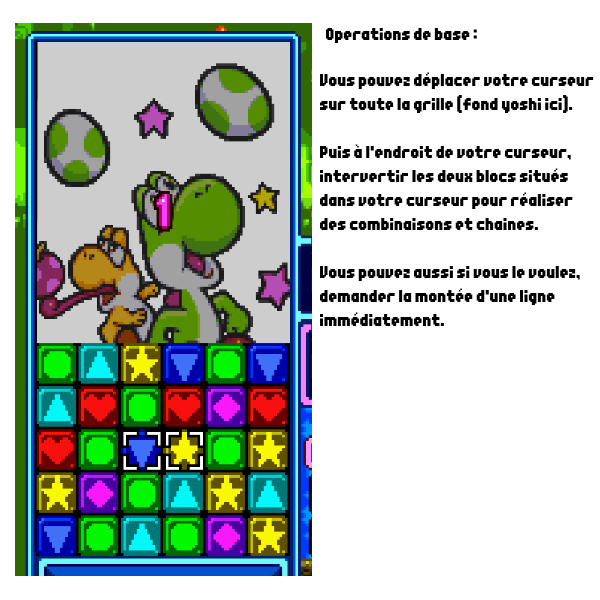 Operations de base :
Vous pouvez déplacer votre curseur
sur toute la grille (fond yoshi ici).
Puis à l'endroit de votre curseur,
intervertir les deux blocs situés
dans votre curseur pour réaliser
des combinaisons et chaines.
Vous pouvez aussi si vous le voulez,
demander la montée d'une ligne
immédiatement.
1